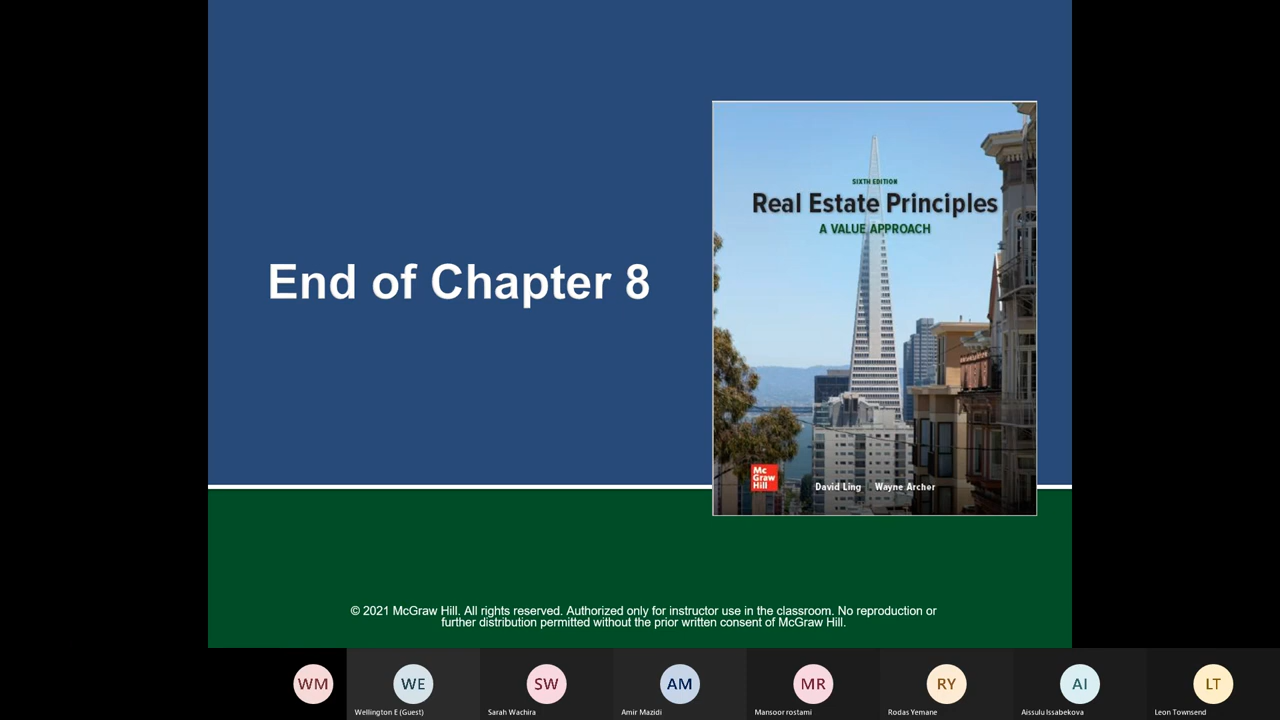 SIXTH EDITION
Real Estate Principles
A VALUE APPROACH
End of Chapter 8
Mc
Graw
Hill
David Ling Wayne Archer
© 2021 McGraw Hill. All rights reserved. Authorized only for instructor use in the classroom. No reproduction or
further distribution permitted without the prior written consent of McGraw Hill.
WM WE SW AM MR RY AI LT
Wellington E (Guest) Sarah Wachira Amir Mazidi Mansoor rostami Rodas Yemane Aissulu Issabekova Leon Townsend